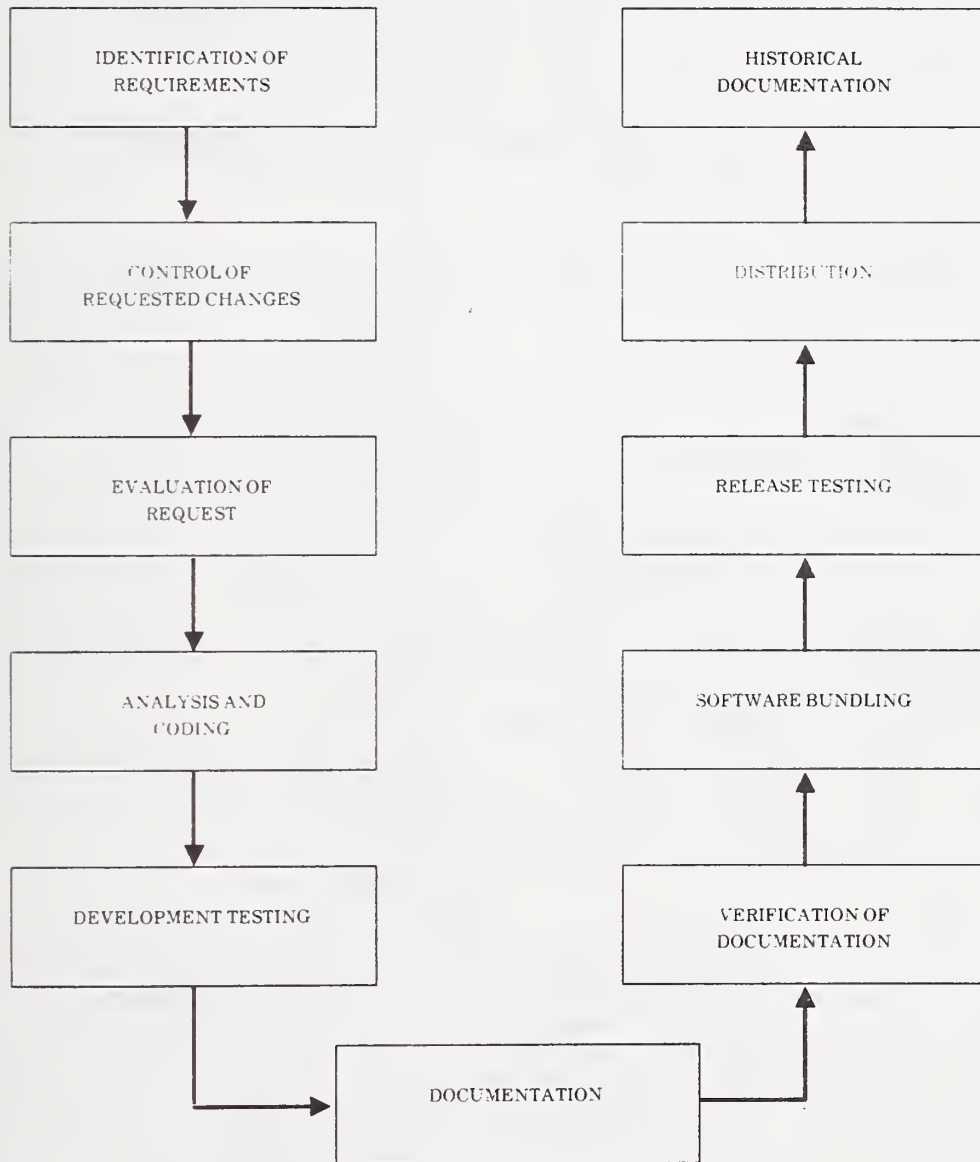 IDENTIFICATION OF
REQUIREMENTS
CONTROL OF
REQUESTED CHANGES
EVALUATION OF
REQUEST
ANALYSIS AND
CODING
DEVELOPMENT TESTING
DOCUMENTATION
VERIFICATION OF
DOCUMENTATION
SOFTWARE BUNDLING
RELEASE TESTING
DISTRIBUTION
HISTORICAL
DOCUMENTATION